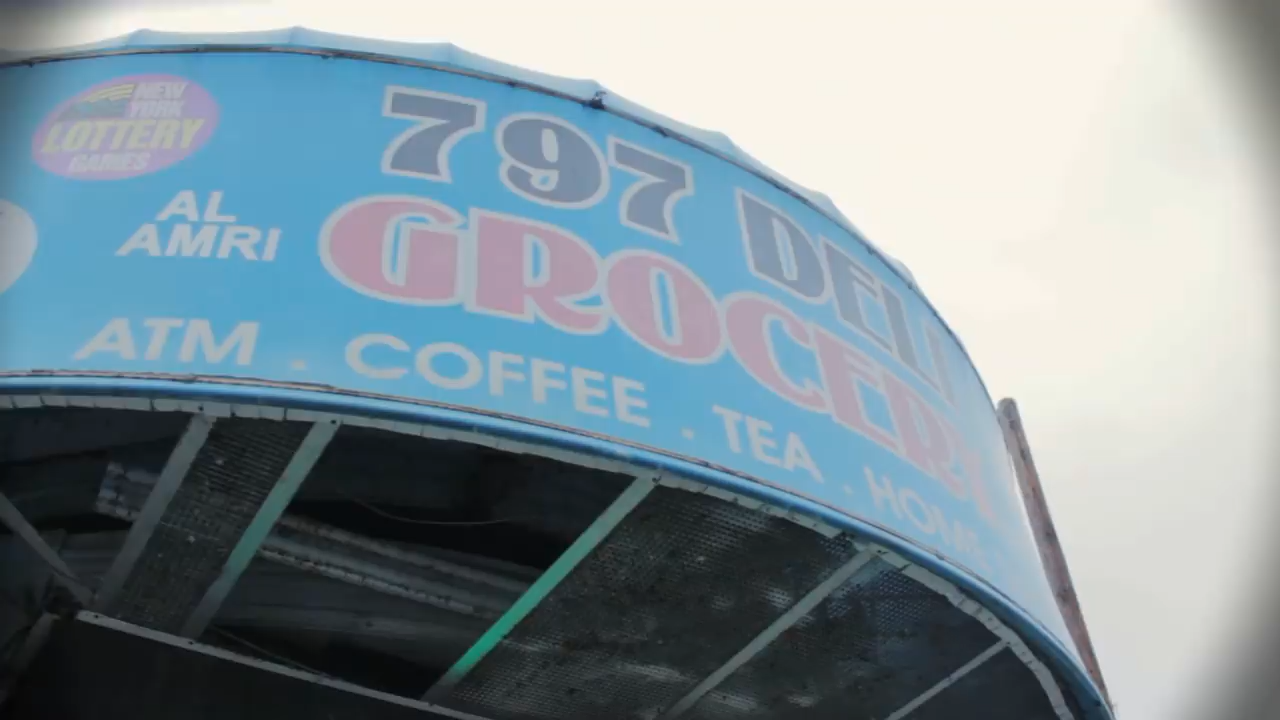 NEW
YORK
LOTTERY
GAMES
AL
AMRI
797 DELI
GROCERY
ATM . COFFEE . TEA .